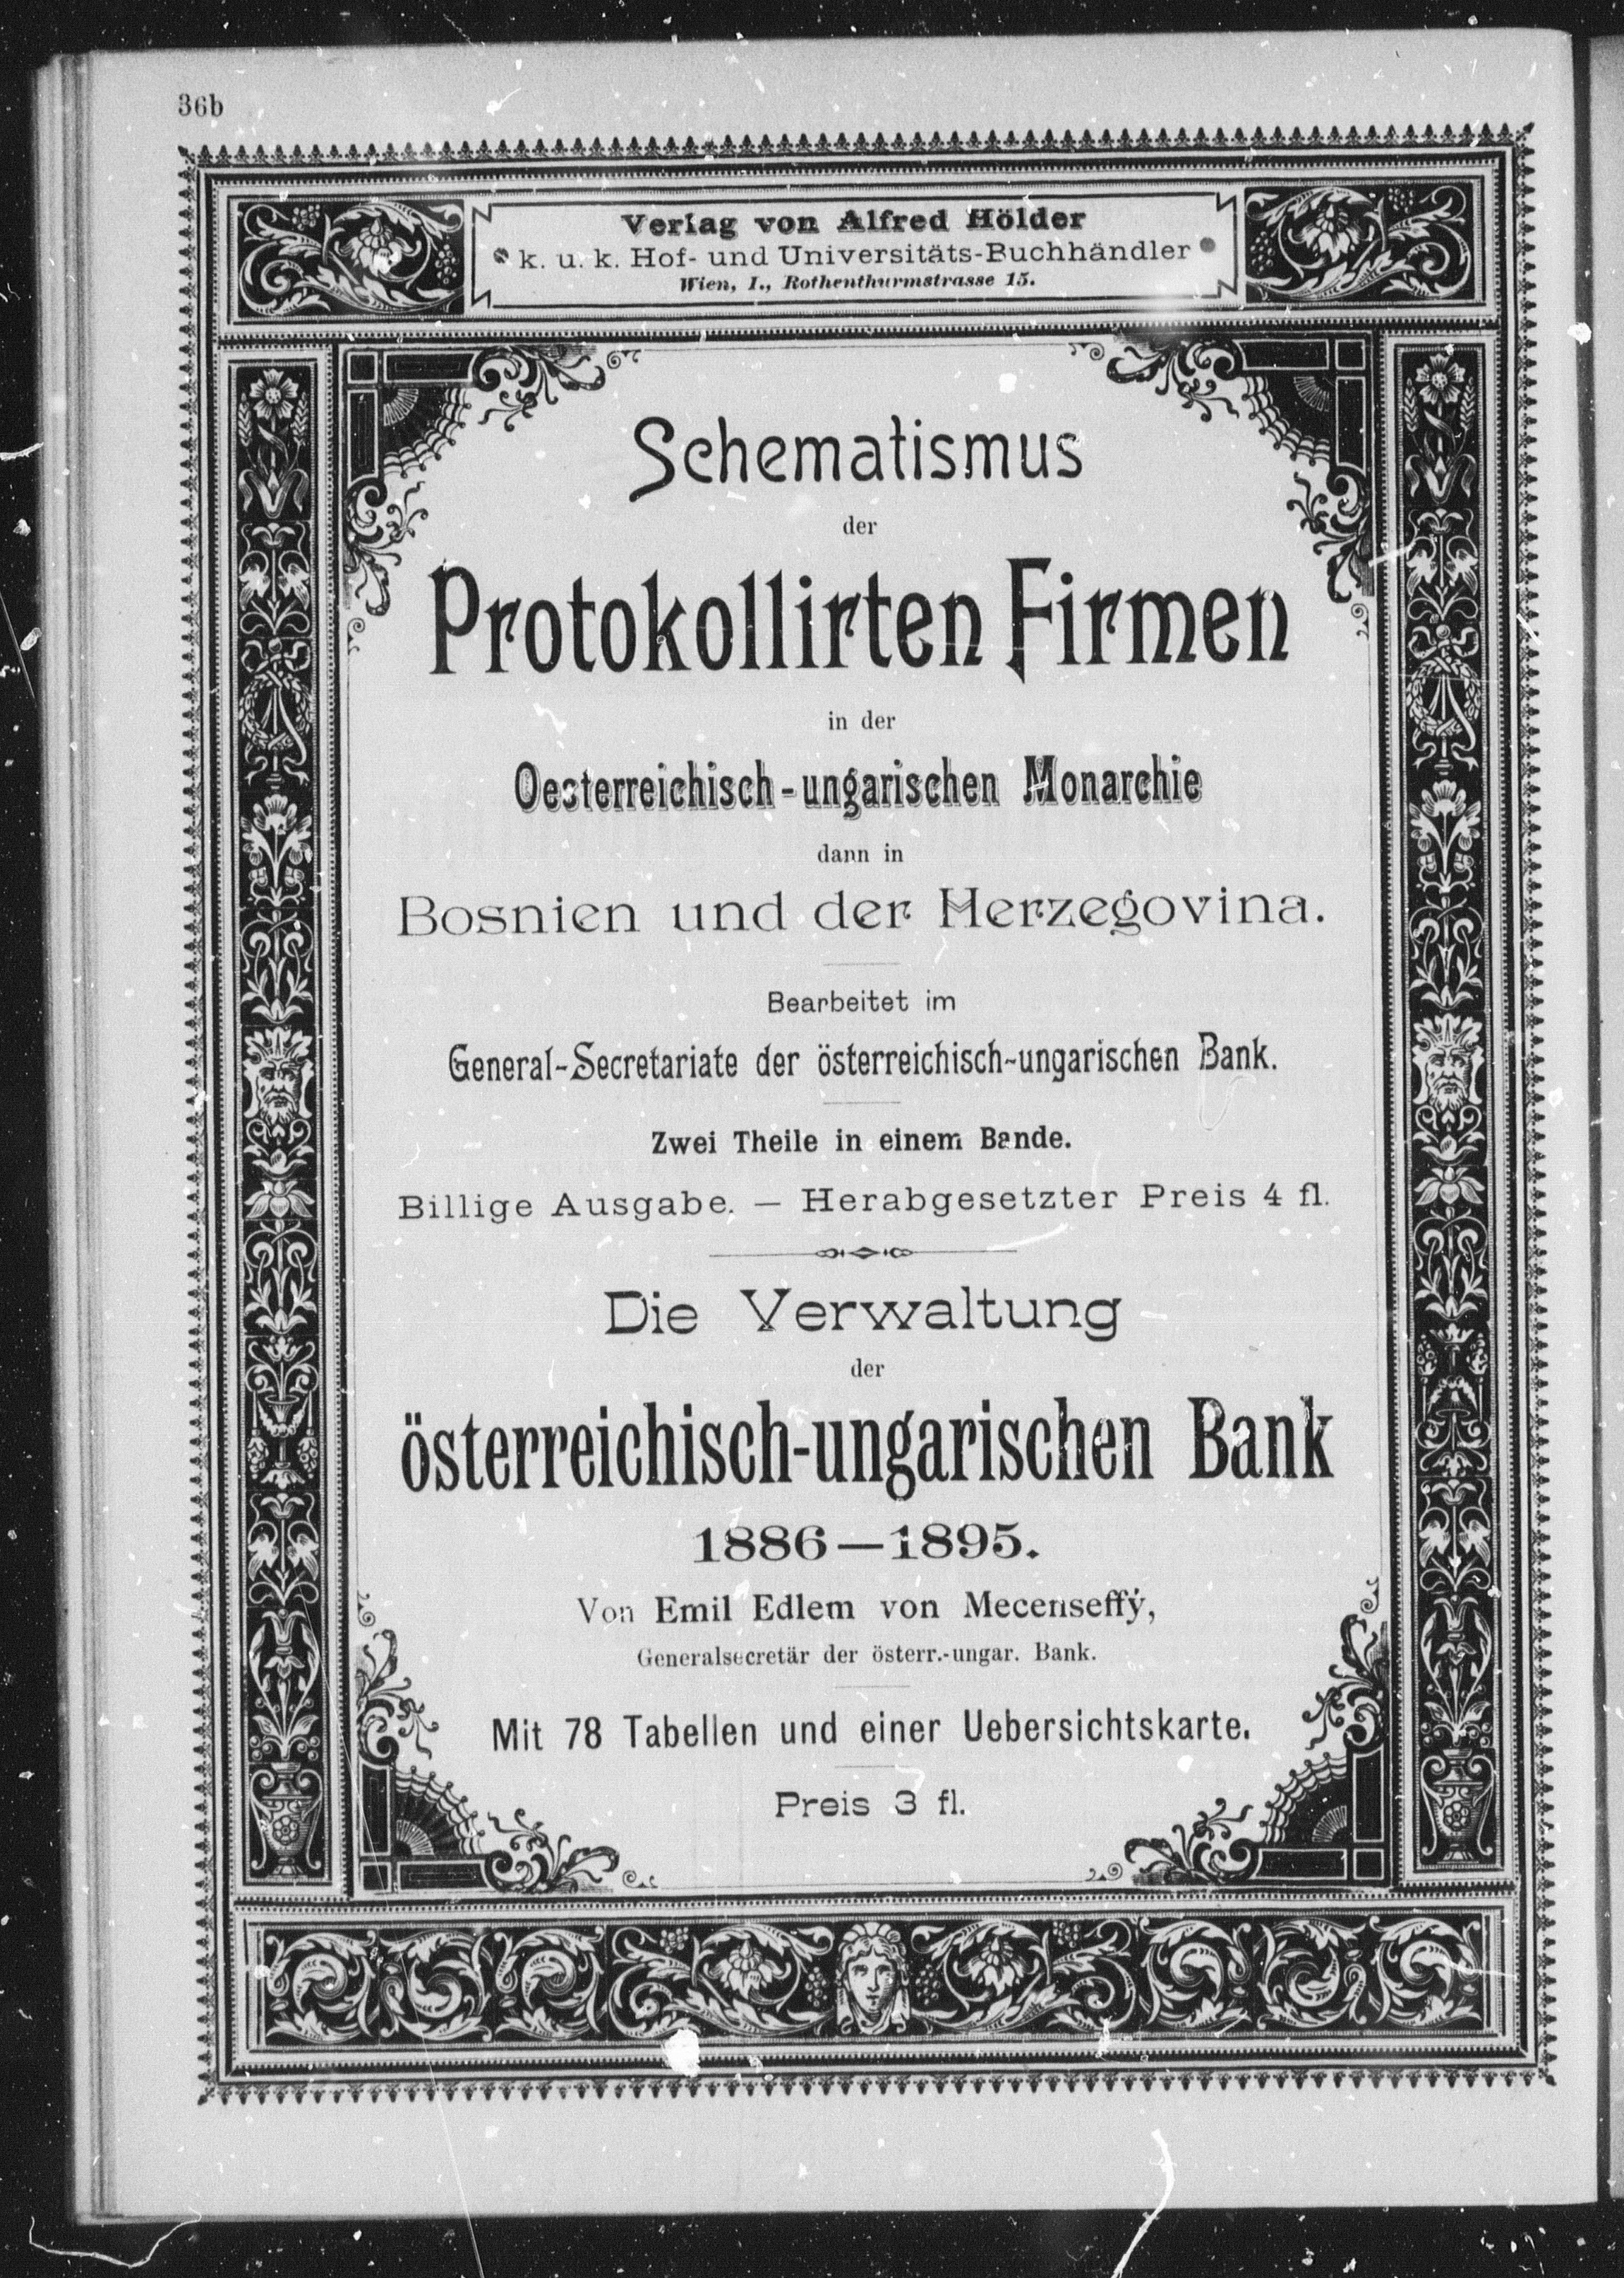 36b
Verlag von Alfred Hölder
k. u. k. Hof- und Universitäts-Buchhändler
Wien, I., Rothenthurmstrasse 15.
Schematismus
der
Protokollirten Firmen
in der
Oesterreichisch-ungarischen Monarchie
dann in
Bosnien und der Herzegovina.
Bearbeitet im
General-Secretariate der österreichisch-ungarischen Bank.
Zwei Theile in einem Bande.
Billige Ausgabe. — Herabgesetzter Preis 4 fl.
Die Verwaltung
der
österreichisch-ungarischen Bank
1886—1895.
Von Emil Edlem von Mecenseffy,
Generalsecretär der österr.-ungar. Bank.
Mit 78 Tabellen und einer Uebersichtskarte.
Preis 3 fl.